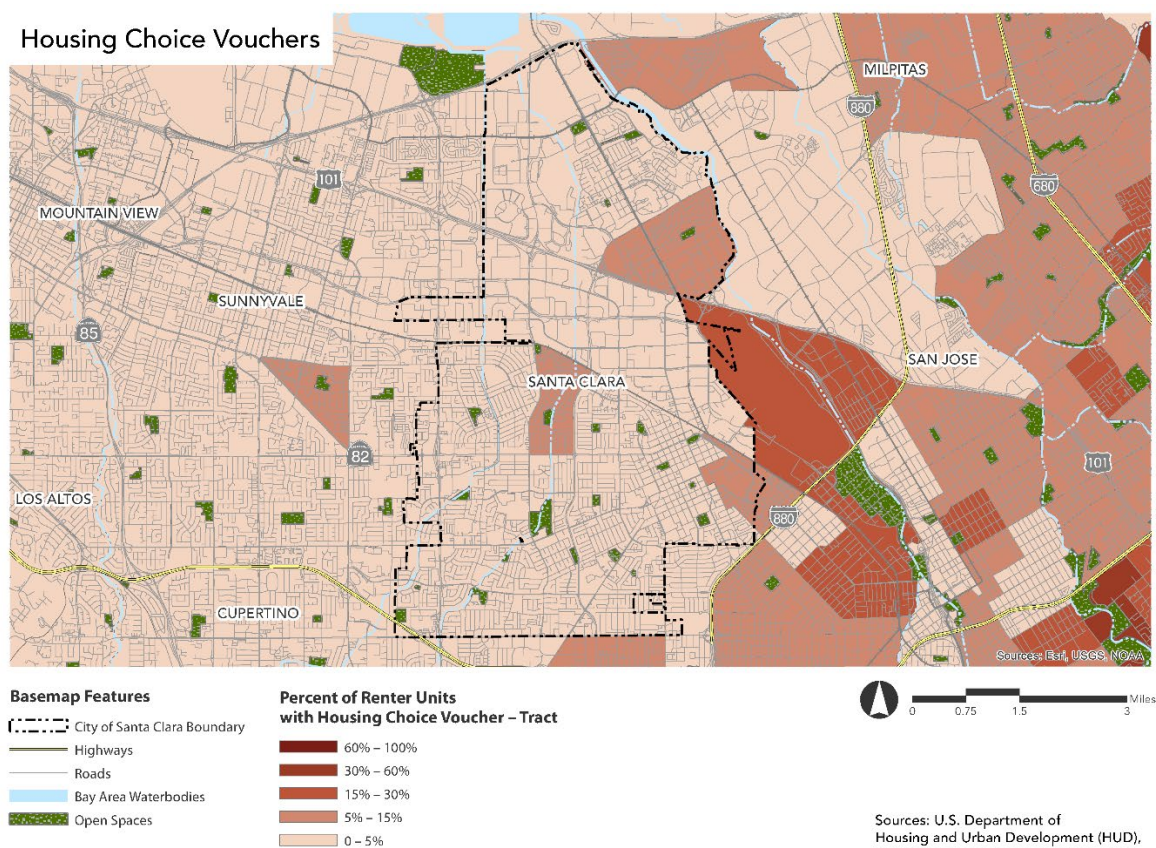 Housing Choice Vouchers
MILPITAS
880
680
101
MOUNTAIN VIEW
SUNNYVALE
85
SAN JOSE
SANTA CLARA
82
101
LOS ALTOS
880
CUPERTINO
Sources: Esri, USGS, NOAA
Basemap Features
City of Santa Clara Boundary
Highways
Roads
Bay Area Waterbodies
Open Spaces
Percent of Renter Units
with Housing Choice Voucher – Tract
60% – 100%
30% – 60%
15% – 30%
5% – 15%
0 – 5%
Miles
0 0.75 1.5 3
Sources: U.S. Department of
Housing and Urban Development (HUD),